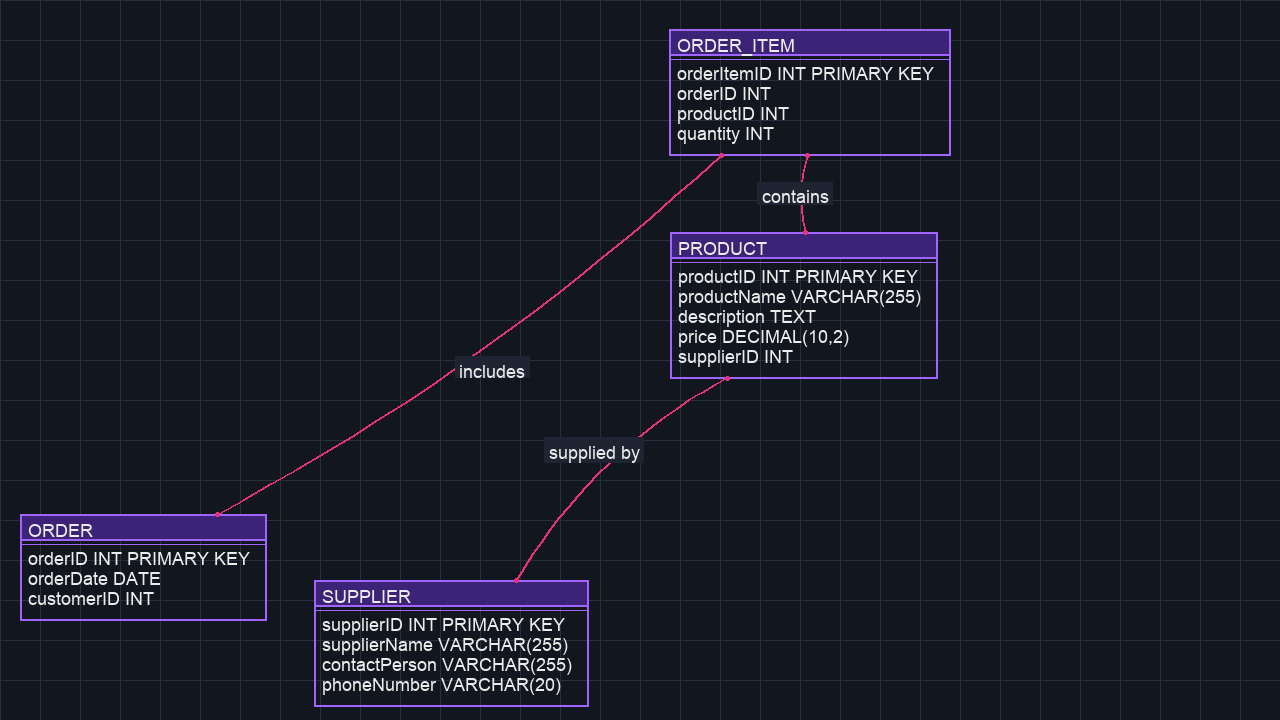 ORDER_ITEM
orderItemID INT PRIMARY KEY
orderID INT
productID INT
quantity INT
contains
PRODUCT
productID INT PRIMARY KEY
productName VARCHAR(255)
description TEXT
price DECIMAL(10,2)
supplierID INT
includes
supplied by
ORDER
orderID INT PRIMARY KEY
orderDate DATE
customerID INT
SUPPLIER
supplierID INT PRIMARY KEY
supplierName VARCHAR(255)
contactPerson VARCHAR(255)
phoneNumber VARCHAR(20)